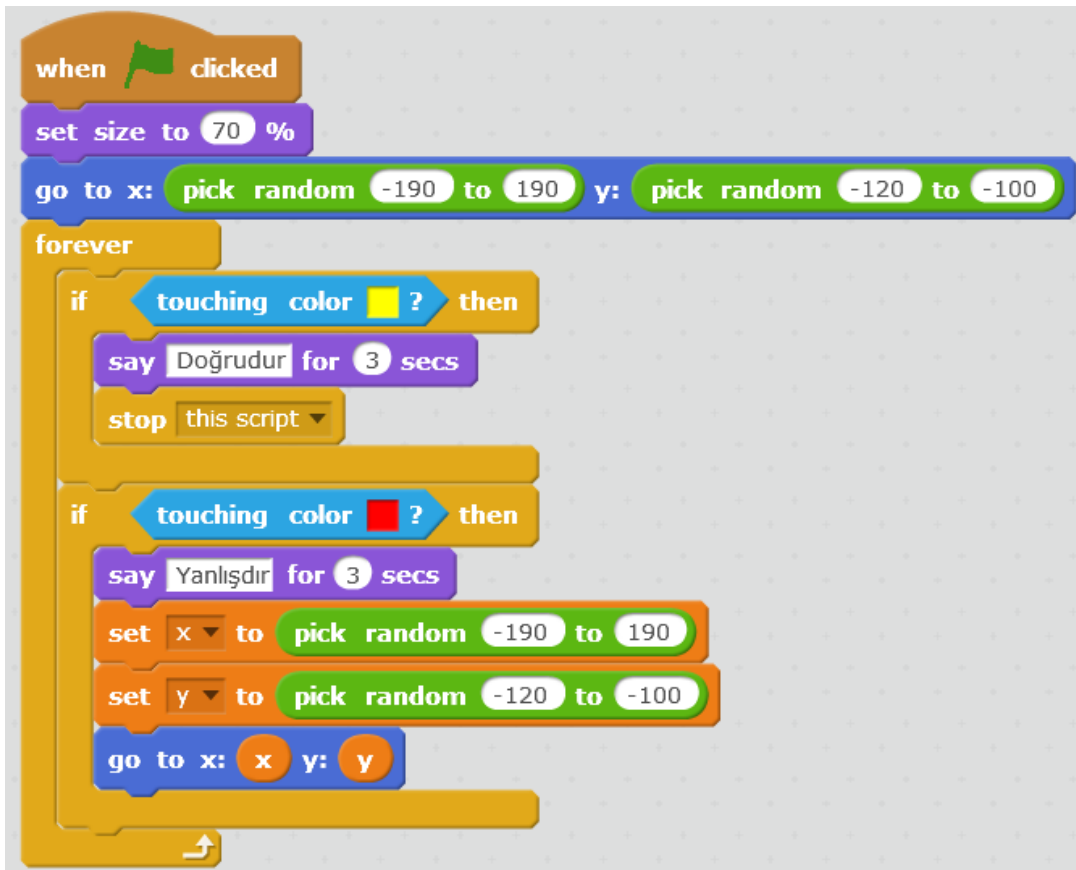 when clicked
set size to 70 %
go to x: pick random -190 to 190 y: pick random -120 to -100
forever
if touching color ? then
say Doğrudur for 3 secs
stop this script
if touching color ? then
say Yanlışdır for 3 secs
set x to pick random -190 to 190
set y to pick random -120 to -100
go to x: x y: y